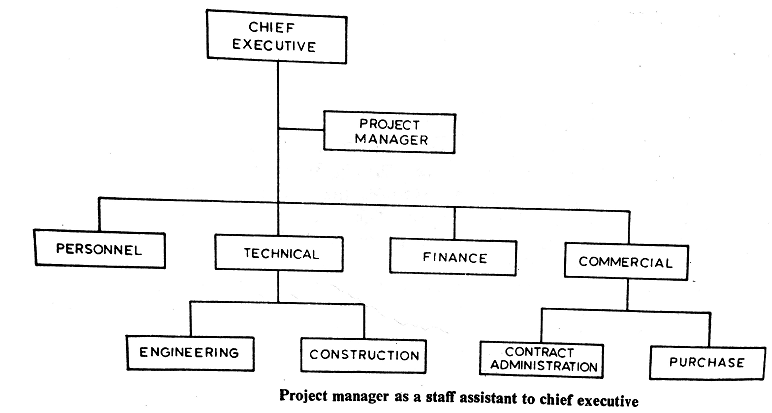 CHIEF
EXECUTIVE
PROJECT
MANAGER
PERSONNEL
TECHNICAL
FINANCE
COMMERCIAL
ENGINEERING
CONSTRUCTION
CONTRACT
ADMINISTRATION
PURCHASE
Project manager as a staff assistant to chief executive